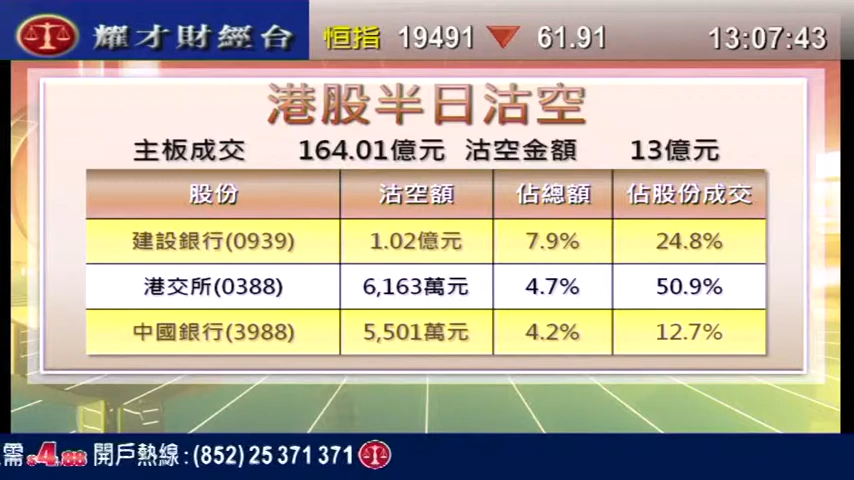 耀才財經台 恒指 19491 61.91 13:07:43
港股半日沽空
主板成交 164.01億元 沽空金額 13億元
股份 沽空額 佔總額 佔股份成交
建設銀行(0939) 1.02億元 7.9% 24.8%
港交所(0388) 6,163萬元 4.7% 50.9%
中國銀行(3988) 5,501萬元 4.2% 12.7%
需$4.88 開戶熱線:(852) 25 371 371